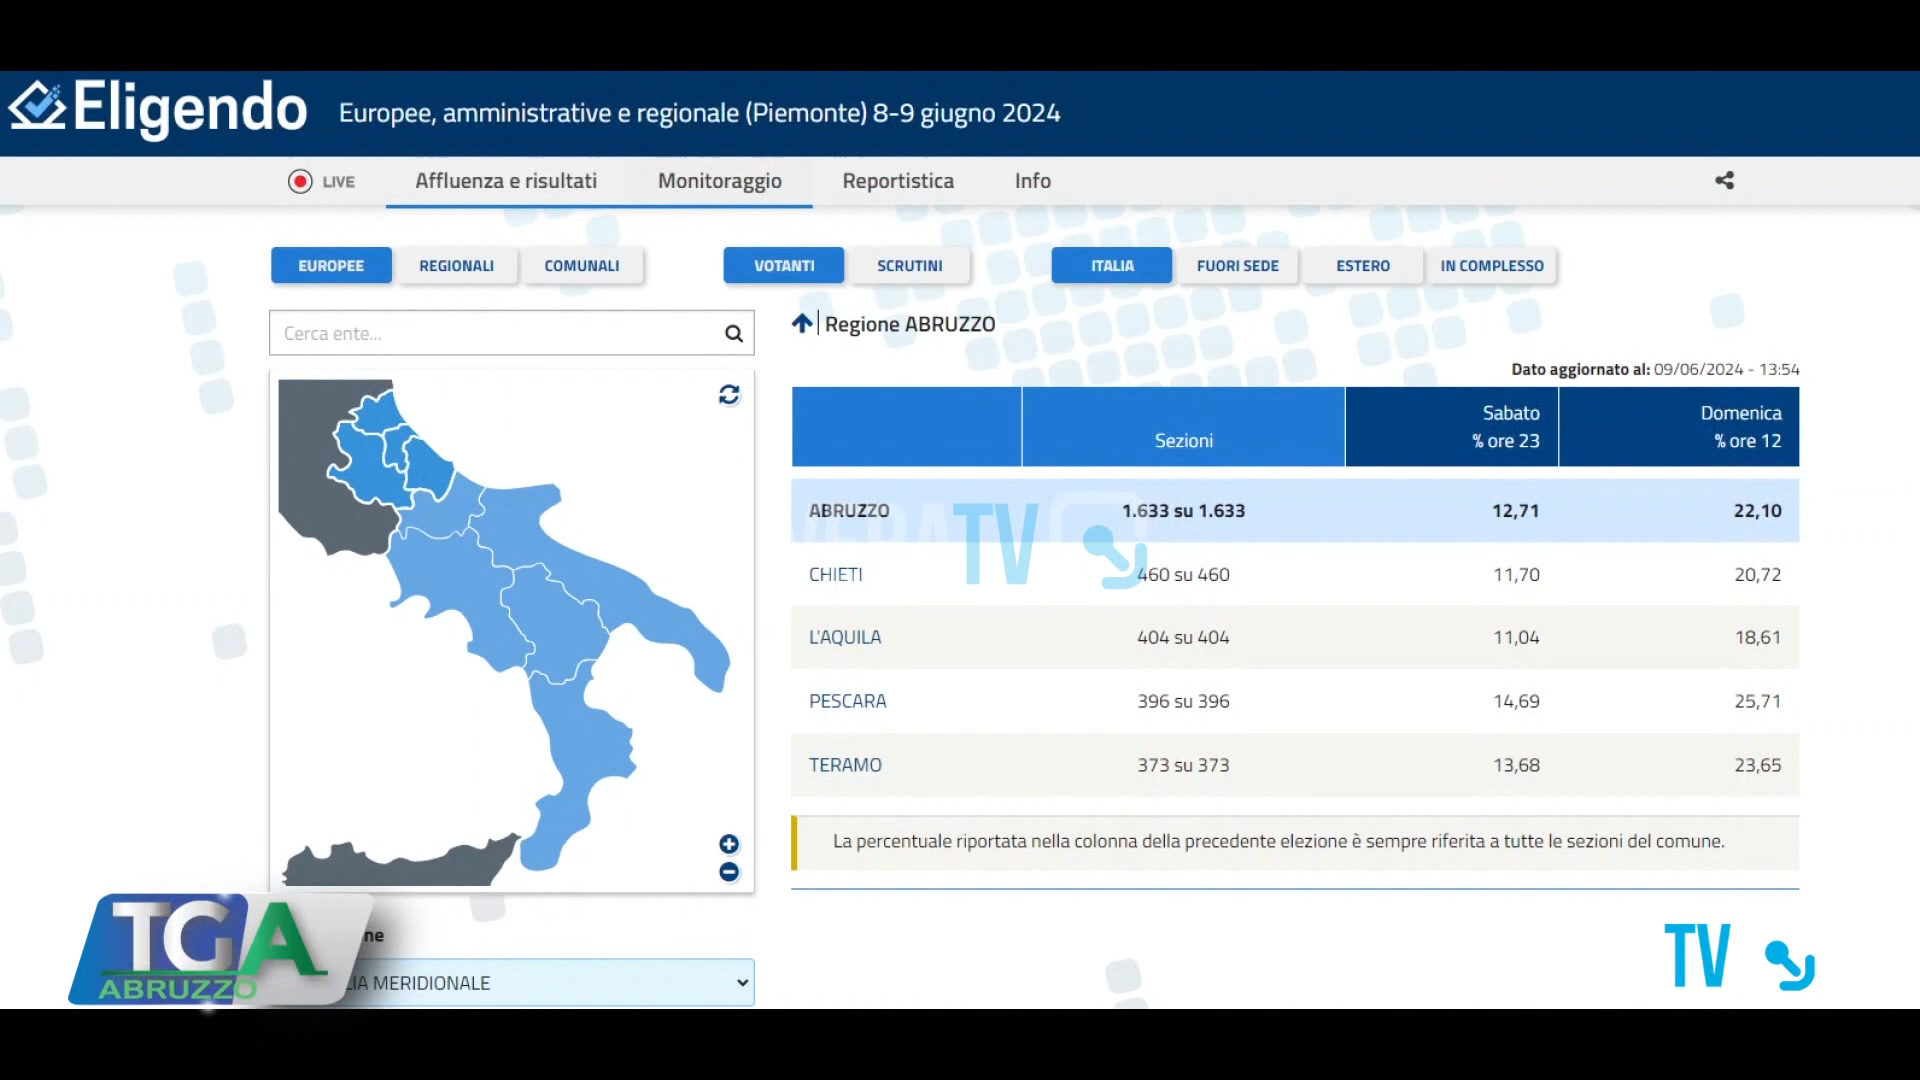 Eligendo Europee, amministrative e regionale (Piemonte) 8-9 giugno 2024
LIVE Affluenza e risultati Monitoraggio Reportistica Info
EUROPEE REGIONALI COMUNALI VOTANTI SCRUTINI ITALIA FUORI SEDE ESTERO IN COMPLESSO
Cerca ente...
Regione ABRUZZO
Dato aggiornato al: 09/06/2024 - 13:54
Sezioni
Sabato
% ore 23
Domenica
% ore 12
ABRUZZO 1.633 su 1.633 12,71 22,10
VERA TV
CHIETI 460 su 460 11,70 20,72
L'AQUILA 404 su 404 11,04 18,61
PESCARA 396 su 396 14,69 25,71
TERAMO 373 su 373 13,68 23,65
La percentuale riportata nella colonna della precedente elezione è sempre riferita a tutte le sezioni del comune.
ne
LIA MERIDIONALE
TGA
ABRUZZO
TV